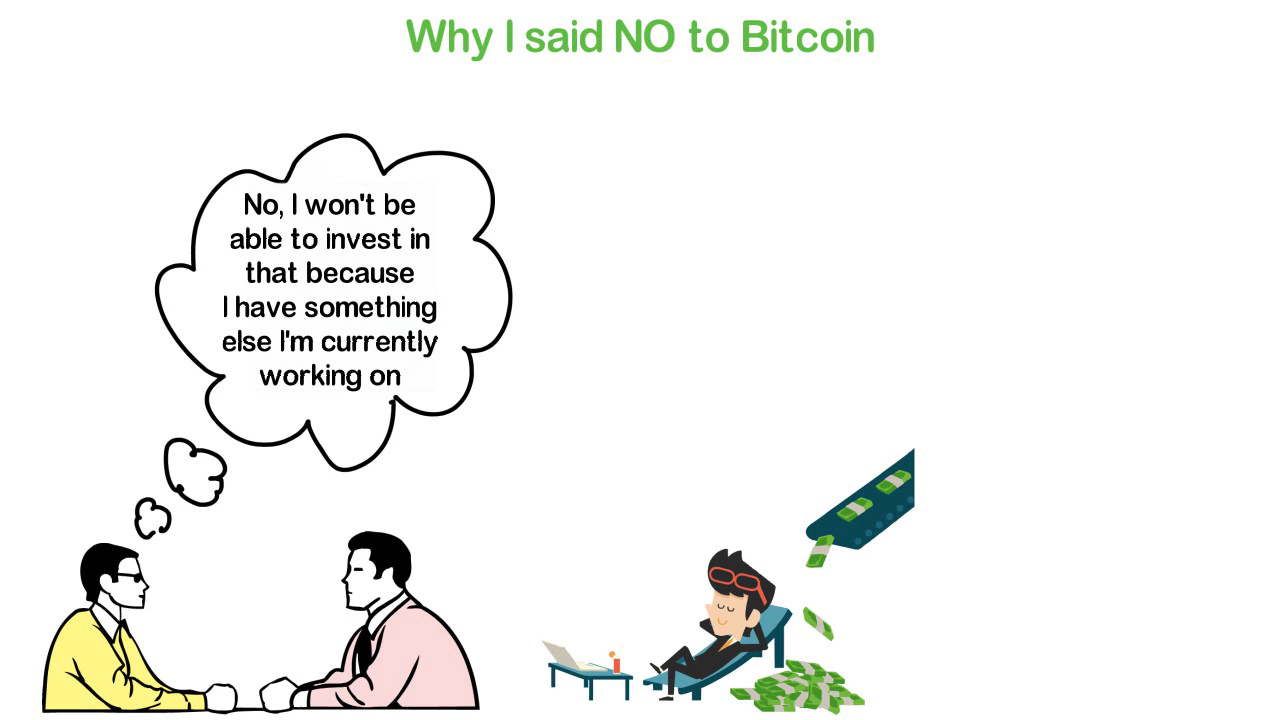 Why I said NO to Bitcoin
No, I won't be
able to invest in
that because
I have something
else I'm currently
working on